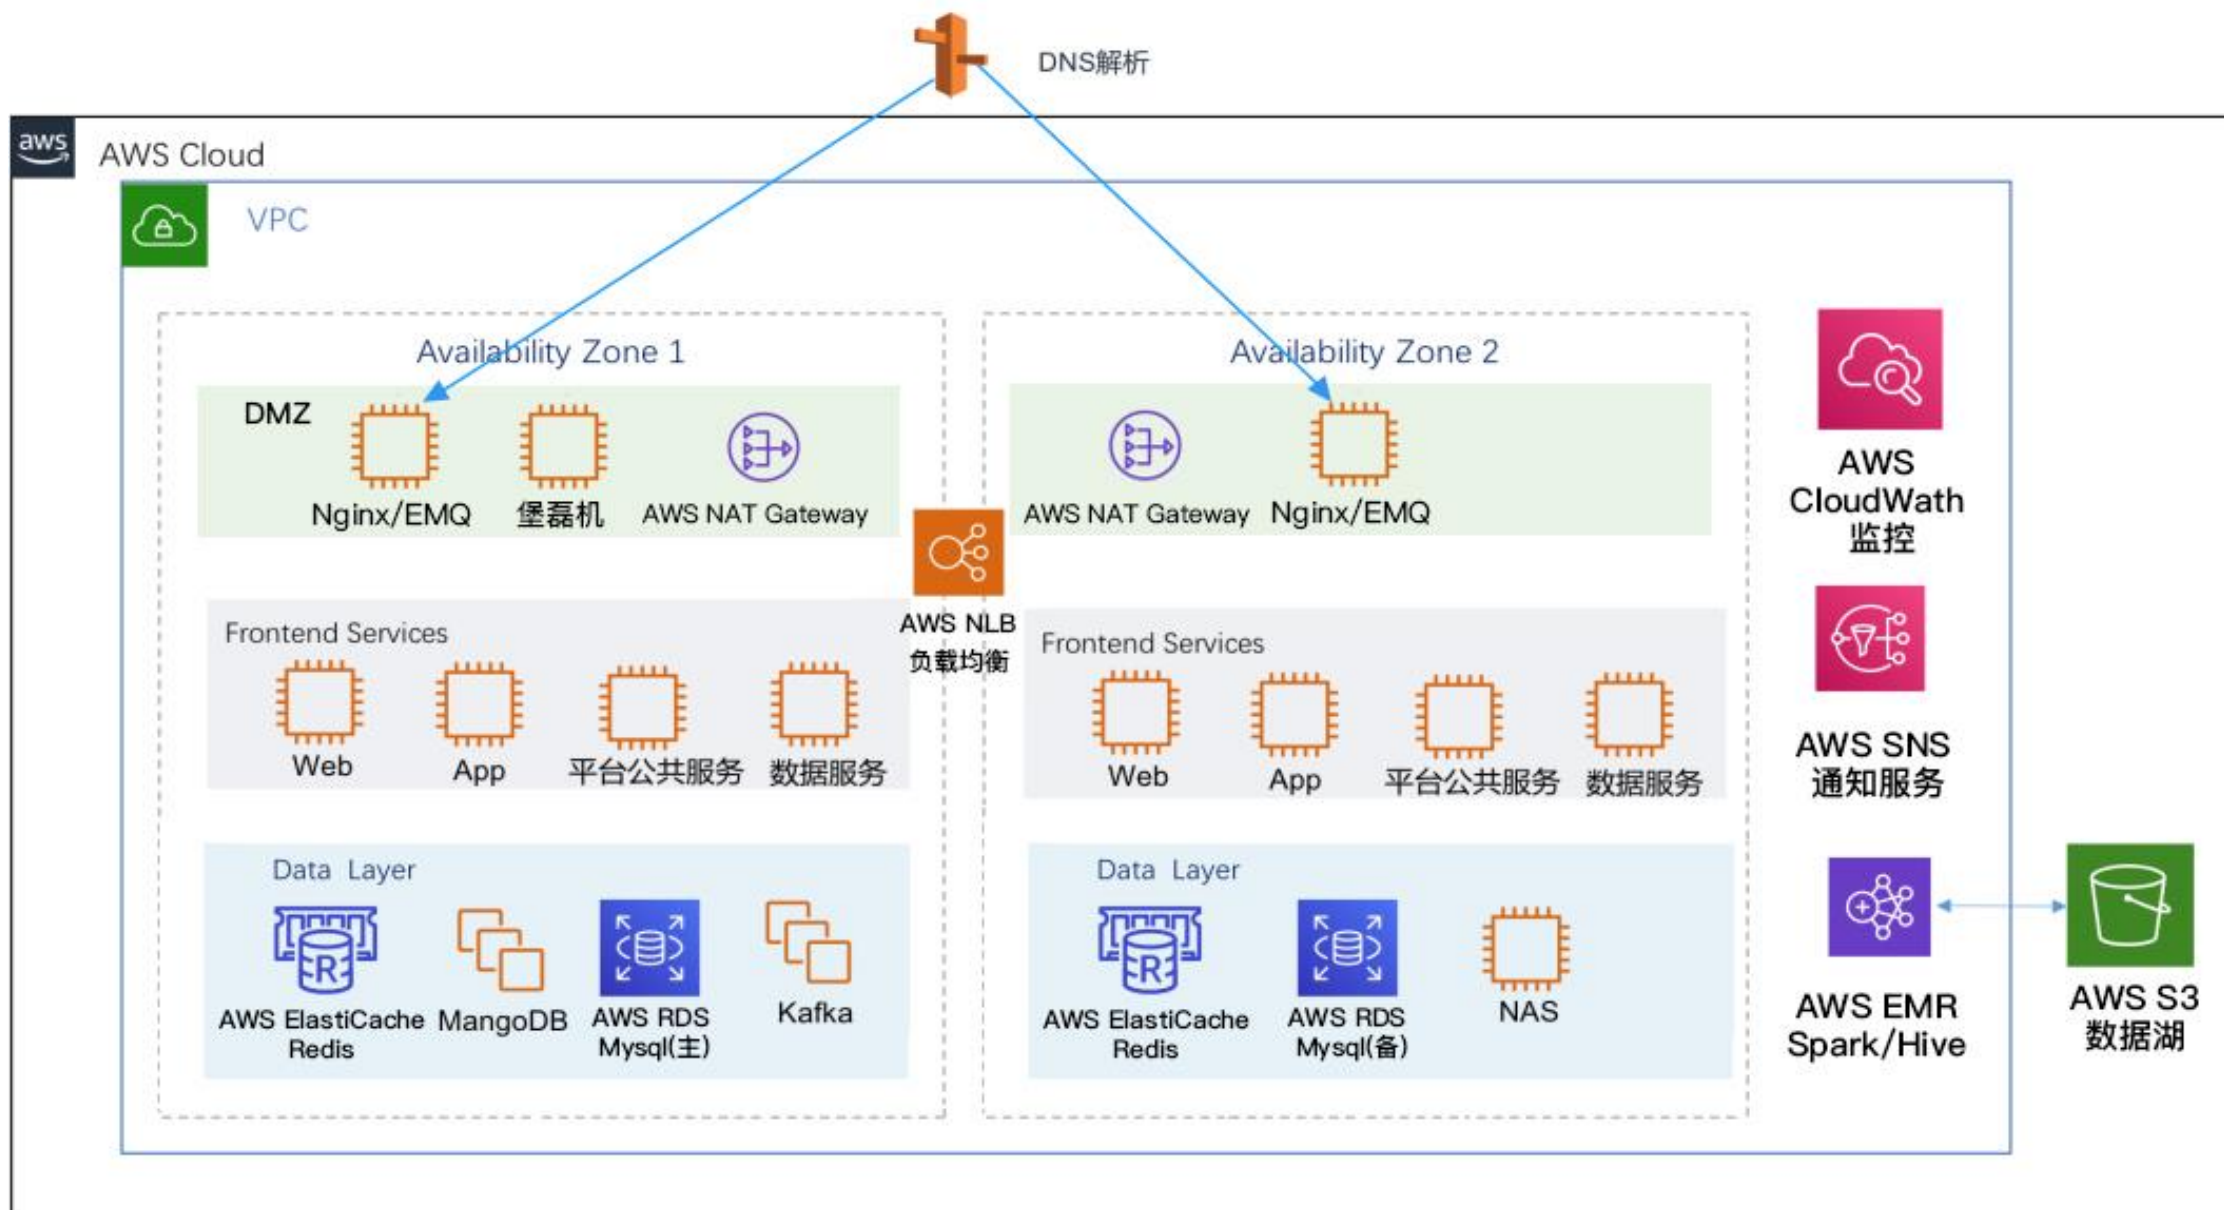 DNS解析
aws
AWS Cloud
VPC
Availability Zone 1
DMZ
Nginx/EMQ
堡磊机
AWS NAT Gateway
Availability Zone 2
AWS NAT Gateway
Nginx/EMQ
AWS NLB
负载均衡
Frontend Services
Web
App
平台公共服务
数据服务
Frontend Services
Web
App
平台公共服务
数据服务
Data Layer
R
AWS ElastiCache
Redis
MangoDB
AWS RDS
Mysql(主)
Kafka
Data Layer
R
AWS ElastiCache
Redis
AWS RDS
Mysql(备)
NAS
AWS
CloudWath
监控
AWS SNS
通知服务
AWS EMR
Spark/Hive
AWS S3
数据湖